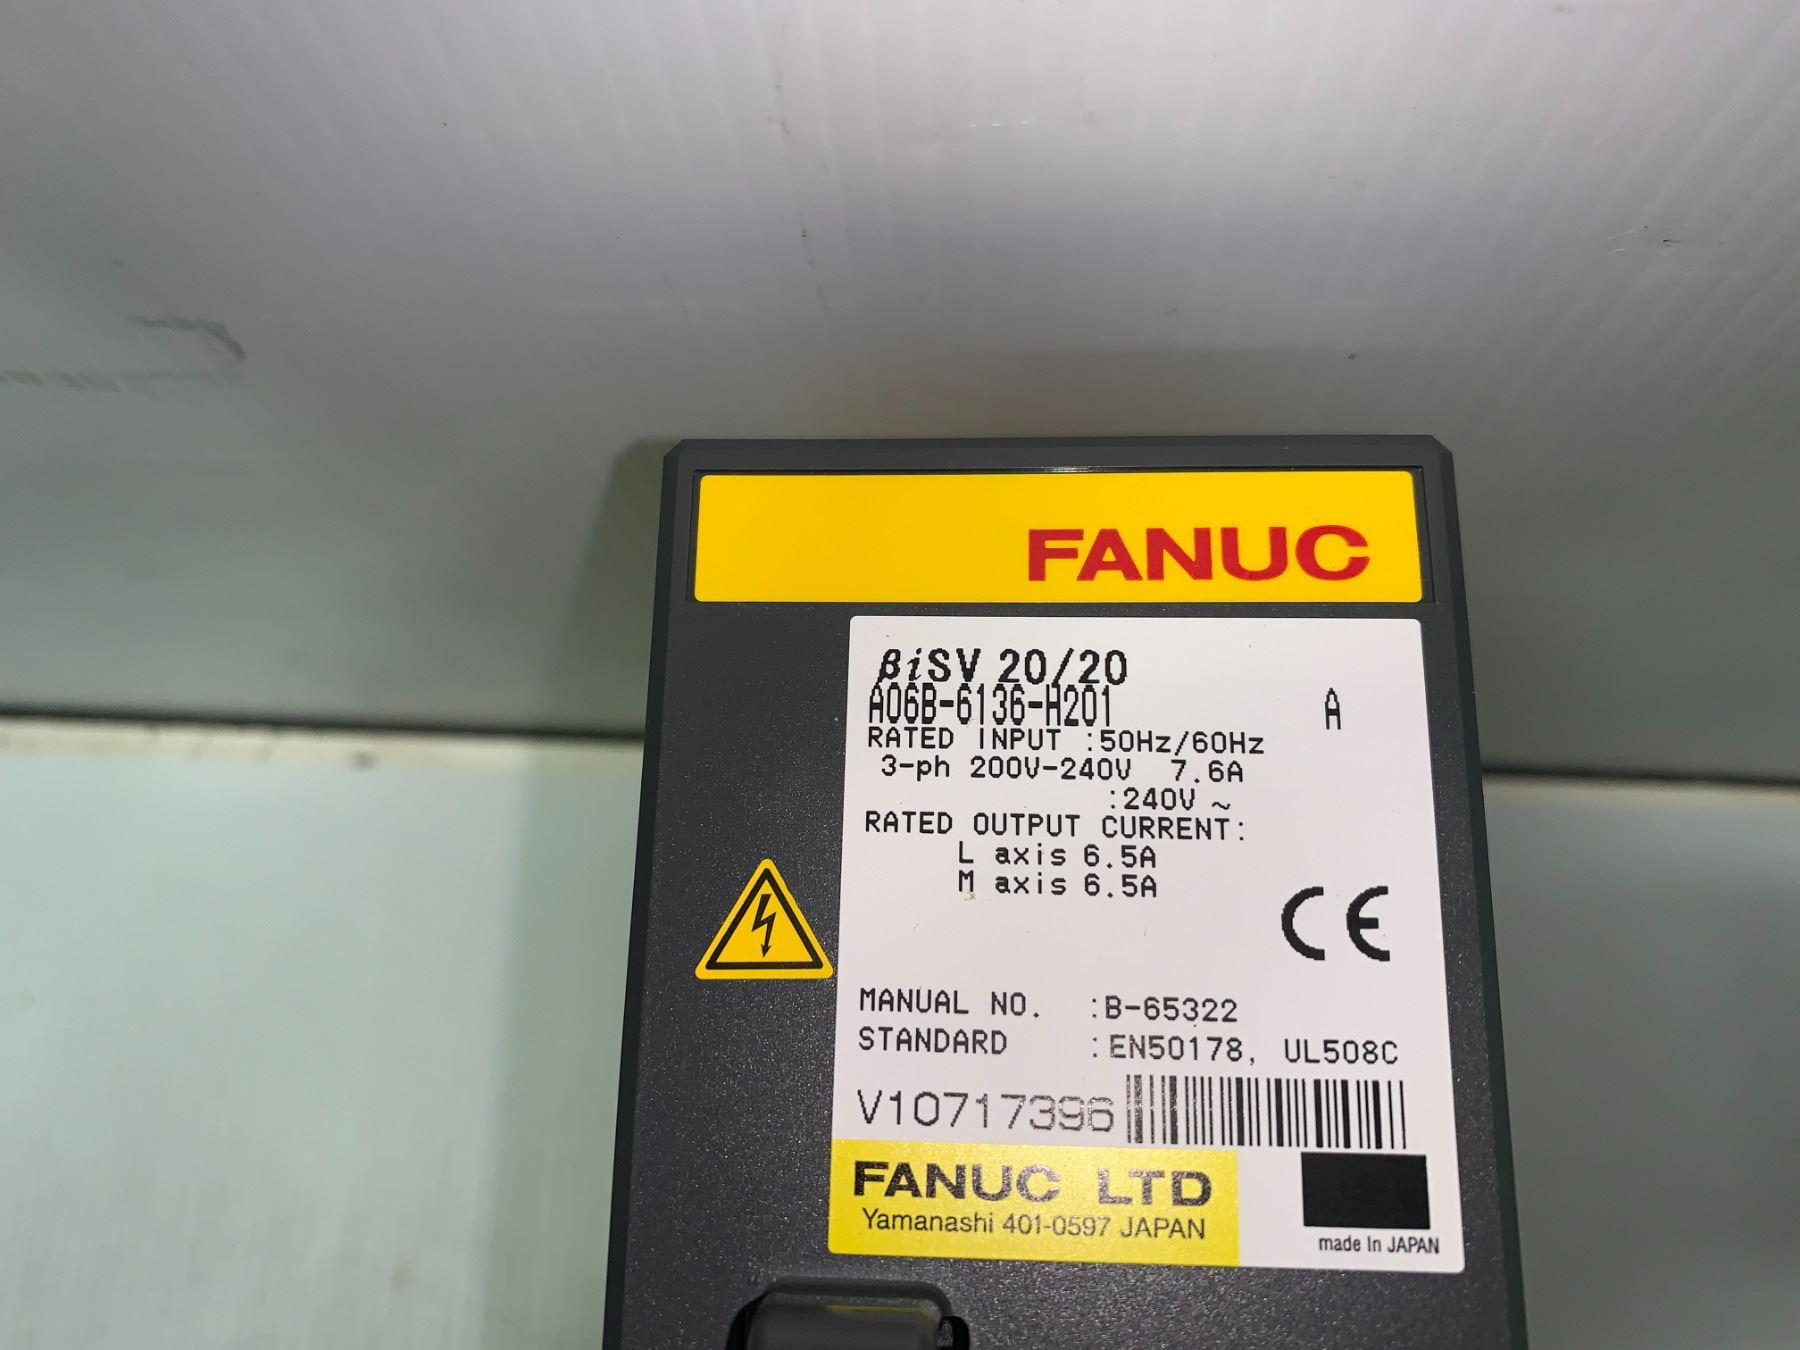 FANUC
βiSV 20/20
A06B-6136-H201 A
RATED INPUT :50Hz/60Hz
3-ph 200V-240V 7.6A
:240V ~
RATED OUTPUT CURRENT:
L axis 6.5A
M axis 6.5A
CE
MANUAL NO. :B-65322
STANDARD :EN50178, UL508C
V10717396
FANUC LTD
Yamanashi 401-0597 JAPAN
made In JAPAN